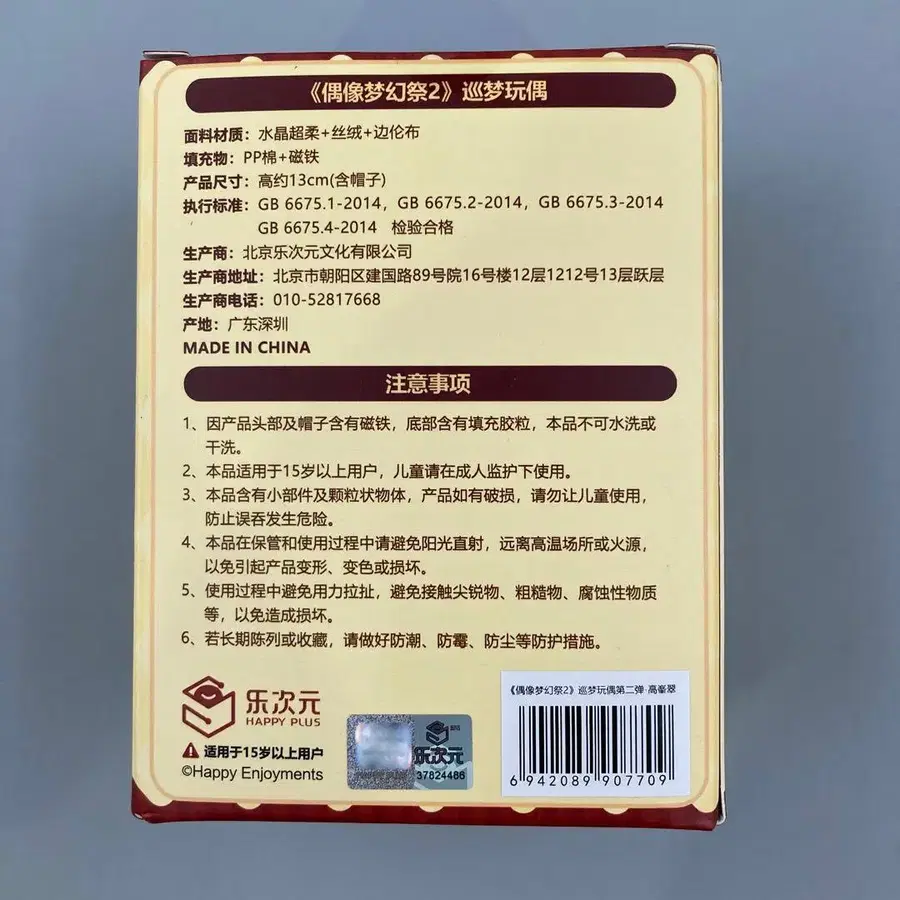 《偶像梦幻祭2》巡梦玩偶
面料材质：水晶超柔+丝绒+边伦布
填充物：PP棉+磁铁
产品尺寸：高约13cm(含帽子)
执行标准：GB 6675.1-2014，GB 6675.2-2014，GB 6675.3-2014
GB 6675.4-2014 检验合格
生产商：北京乐次元文化有限公司
生产商地址：北京市朝阳区建国路89号院16号楼12层1212号13层跃层
生产商电话：010-52817668
产地：广东深圳
MADE IN CHINA
注意事项
1、因产品头部及帽子含有磁铁，底部含有填充胶粒，本品不可水洗或
干洗。
2、本品适用于15岁以上用户，儿童请在成人监护下使用。
3、本品含有小部件及颗粒状物体，产品如有破损，请勿让儿童使用，
防止误吞发生危险。
4、本品在保管和使用过程中请避免阳光直射，远离高温场所或火源，
以免引起产品变形、变色或损坏。
5、使用过程中避免用力拉扯，避免接触尖锐物、粗糙物、腐蚀性物质
等，以免造成损坏。
6、若长期陈列或收藏，请做好防潮、防霉、防尘等防护措施。
乐次元
HAPPY PLUS
适用于15岁以上用户
©Happy Enjoyments
乐次元
HAPPY PLUS
37824486
《偶像梦幻祭2》巡梦玩偶第二弹·高峯翠
6 942089 907709